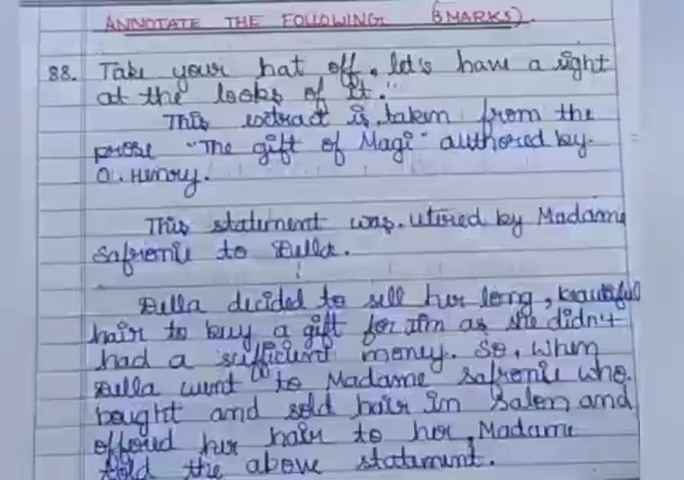 ANNOTATE THE FOLLOWING (3 MARKS).
88. Take your hat off, let's have a sight
at the looks of it."
This extract is taken from the
prose "The gift of Magi" authored by
O. Henry.
This statement was uttered by Madame
Safronie to Della.
Della decided to sell her long, beautiful
hair to buy a gift for Jim as she didn't
had a sufficient money. So, when
Della went to Madame Safronie who
bought and sold hair in Salon and
offered her hair to her, Madame
told the above statement.